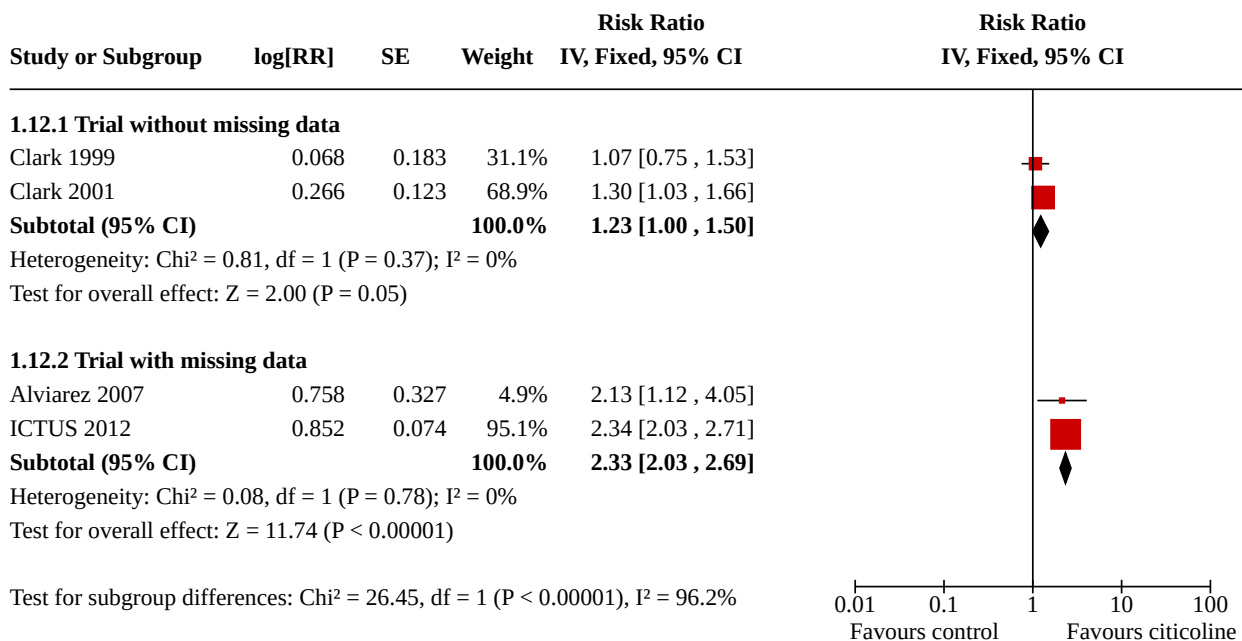 Risk Ratio Risk Ratio
Study or Subgroup log[RR] SE Weight IV, Fixed, 95% CI IV, Fixed, 95% CI
1.12.1 Trial without missing data
Clark 1999 0.068 0.183 31.1% 1.07 [0.75 , 1.53]
Clark 2001 0.266 0.123 68.9% 1.30 [1.03 , 1.66]
Subtotal (95% CI) 100.0% 1.23 [1.00 , 1.50]
Heterogeneity: Chi² = 0.81, df = 1 (P = 0.37); I² = 0%
Test for overall effect: Z = 2.00 (P = 0.05)
1.12.2 Trial with missing data
Alviarez 2007 0.758 0.327 4.9% 2.13 [1.12 , 4.05]
ICTUS 2012 0.852 0.074 95.1% 2.34 [2.03 , 2.71]
Subtotal (95% CI) 100.0% 2.33 [2.03 , 2.69]
Heterogeneity: Chi² = 0.08, df = 1 (P = 0.78); I² = 0%
Test for overall effect: Z = 11.74 (P < 0.00001)
Test for subgroup differences: Chi² = 26.45, df = 1 (P < 0.00001), I² = 96.2%
0.01 0.1 1 10 100
Favours control Favours citicoline